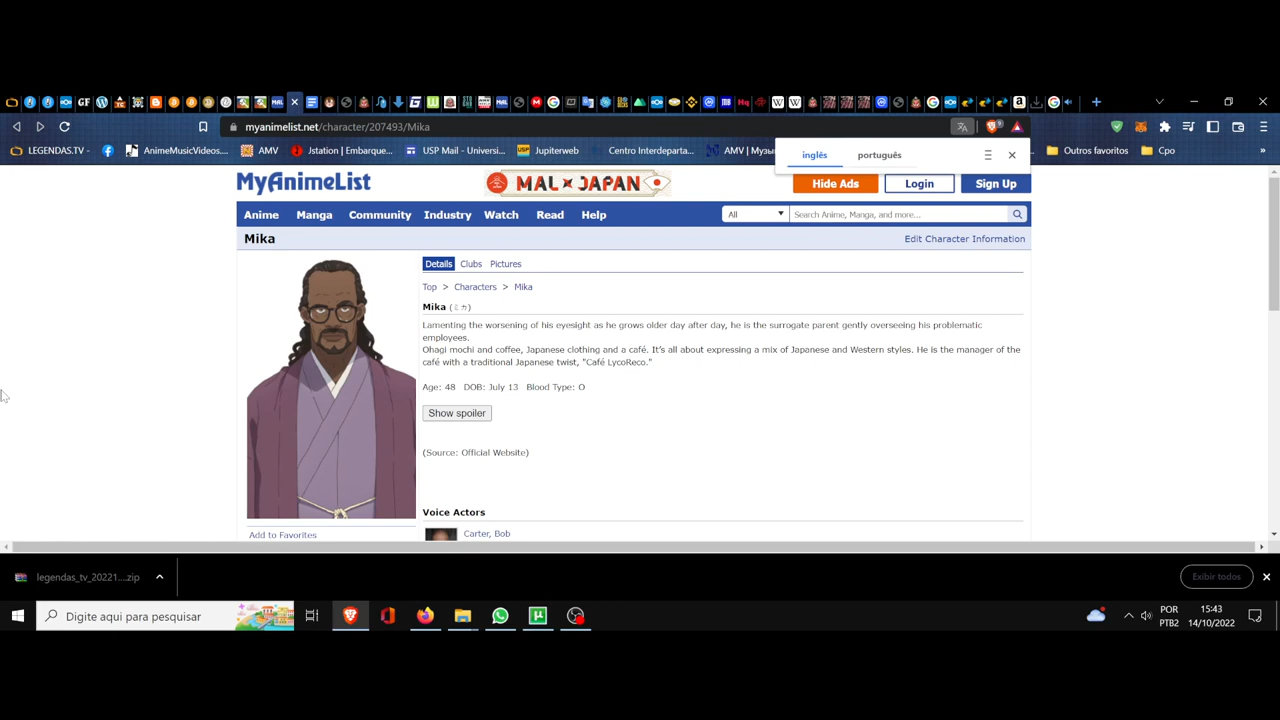 GF
myanimelist.net/character/207493/Mika
9
LEGENDAS.TV -
AnimeMusicVideos....
AMV
Jstation | Embarque...
USP Mail - Universi...
Jupiterweb
Centro Interdeparta...
inglês
português
Outros favoritos
Cpo
»
MyAnimeList
MAL×JAPAN
Hide Ads
Login
Sign Up
Anime
Manga
Community
Industry
Watch
Read
Help
All
Search Anime, Manga, and more...
Mika
Edit Character Information
Details
Clubs
Pictures
Top > Characters > Mika
Mika (ミカ)
Lamenting the worsening of his eyesight as he grows older day after day, he is the surrogate parent gently overseeing his problematic
employees.
Ohagi mochi and coffee, Japanese clothing and a café. It's all about expressing a mix of Japanese and Western styles. He is the manager of the
café with a traditional Japanese twist, "Café LycoReco."
Age: 48 DOB: July 13 Blood Type: O
Show spoiler
(Source: Official Website)
Voice Actors
Add to Favorites
Carter, Bob
legendas_tv_20221....zip
Exibir todos
Digite aqui para pesquisar
POR
PTB2
15:43
14/10/2022